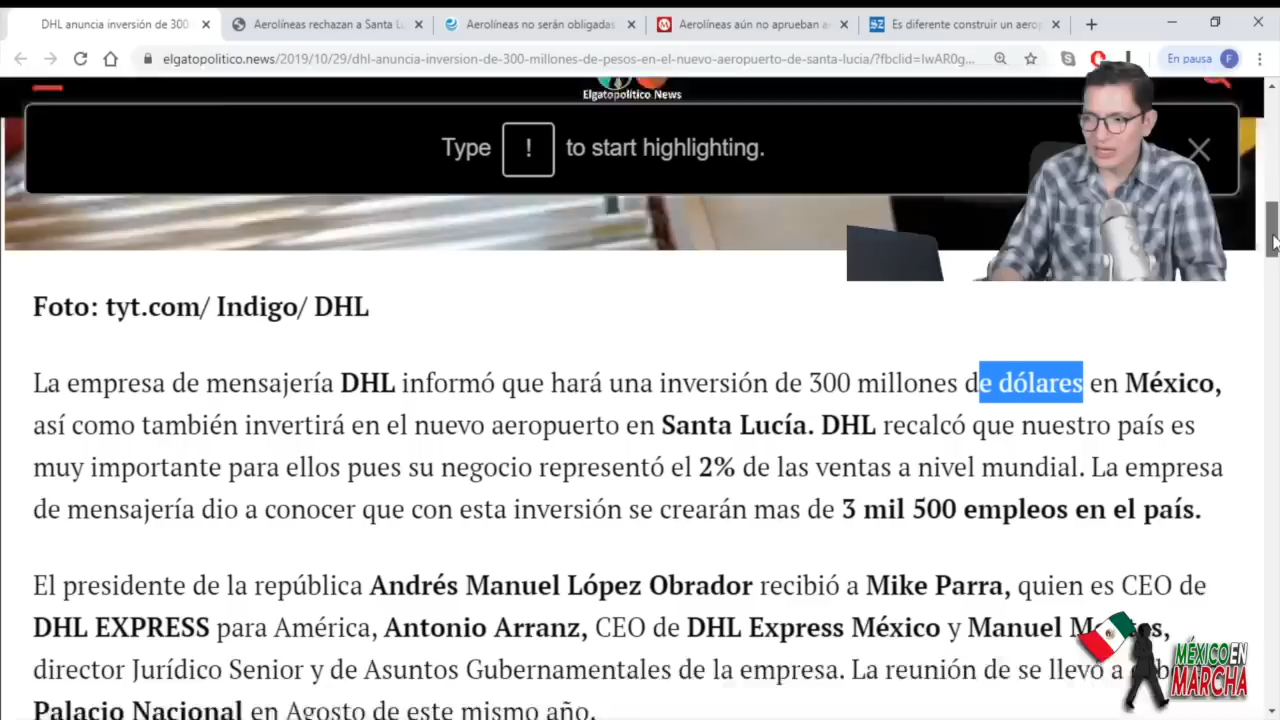 DHL anuncia inversión de 300
Aerolíneas rechazan a Santa Lu
Aerolíneas no serán obligadas
Aerolíneas aún no aprueban a
Es diferente construir un aerop
elgatopolitico.news/2019/10/29/dhl-anuncia-inversion-de-300-millones-de-pesos-en-el-nuevo-aeropuerto-de-santa-lucia/?fbclid=IwAR0g...
En pausa
F
Elgatopolítico News
Type ! to start highlighting.
Foto: tyt.com/ Indigo/ DHL
La empresa de mensajería DHL informó que hará una inversión de 300 millones de dólares en México,
así como también invertirá en el nuevo aeropuerto en Santa Lucía. DHL recalcó que nuestro país es
muy importante para ellos pues su negocio representó el 2% de las ventas a nivel mundial. La empresa
de mensajería dio a conocer que con esta inversión se crearán mas de 3 mil 500 empleos en el país.
El presidente de la república Andrés Manuel López Obrador recibió a Mike Parra, quien es CEO de
DHL EXPRESS para América, Antonio Arranz, CEO de DHL Express México y Manuel
director Jurídico Senior y de Asuntos Gubernamentales de la empresa. La reunión de se llevó a
Palacio Nacional en Agosto de este mismo año.
MÉXICO EN
MARCHA